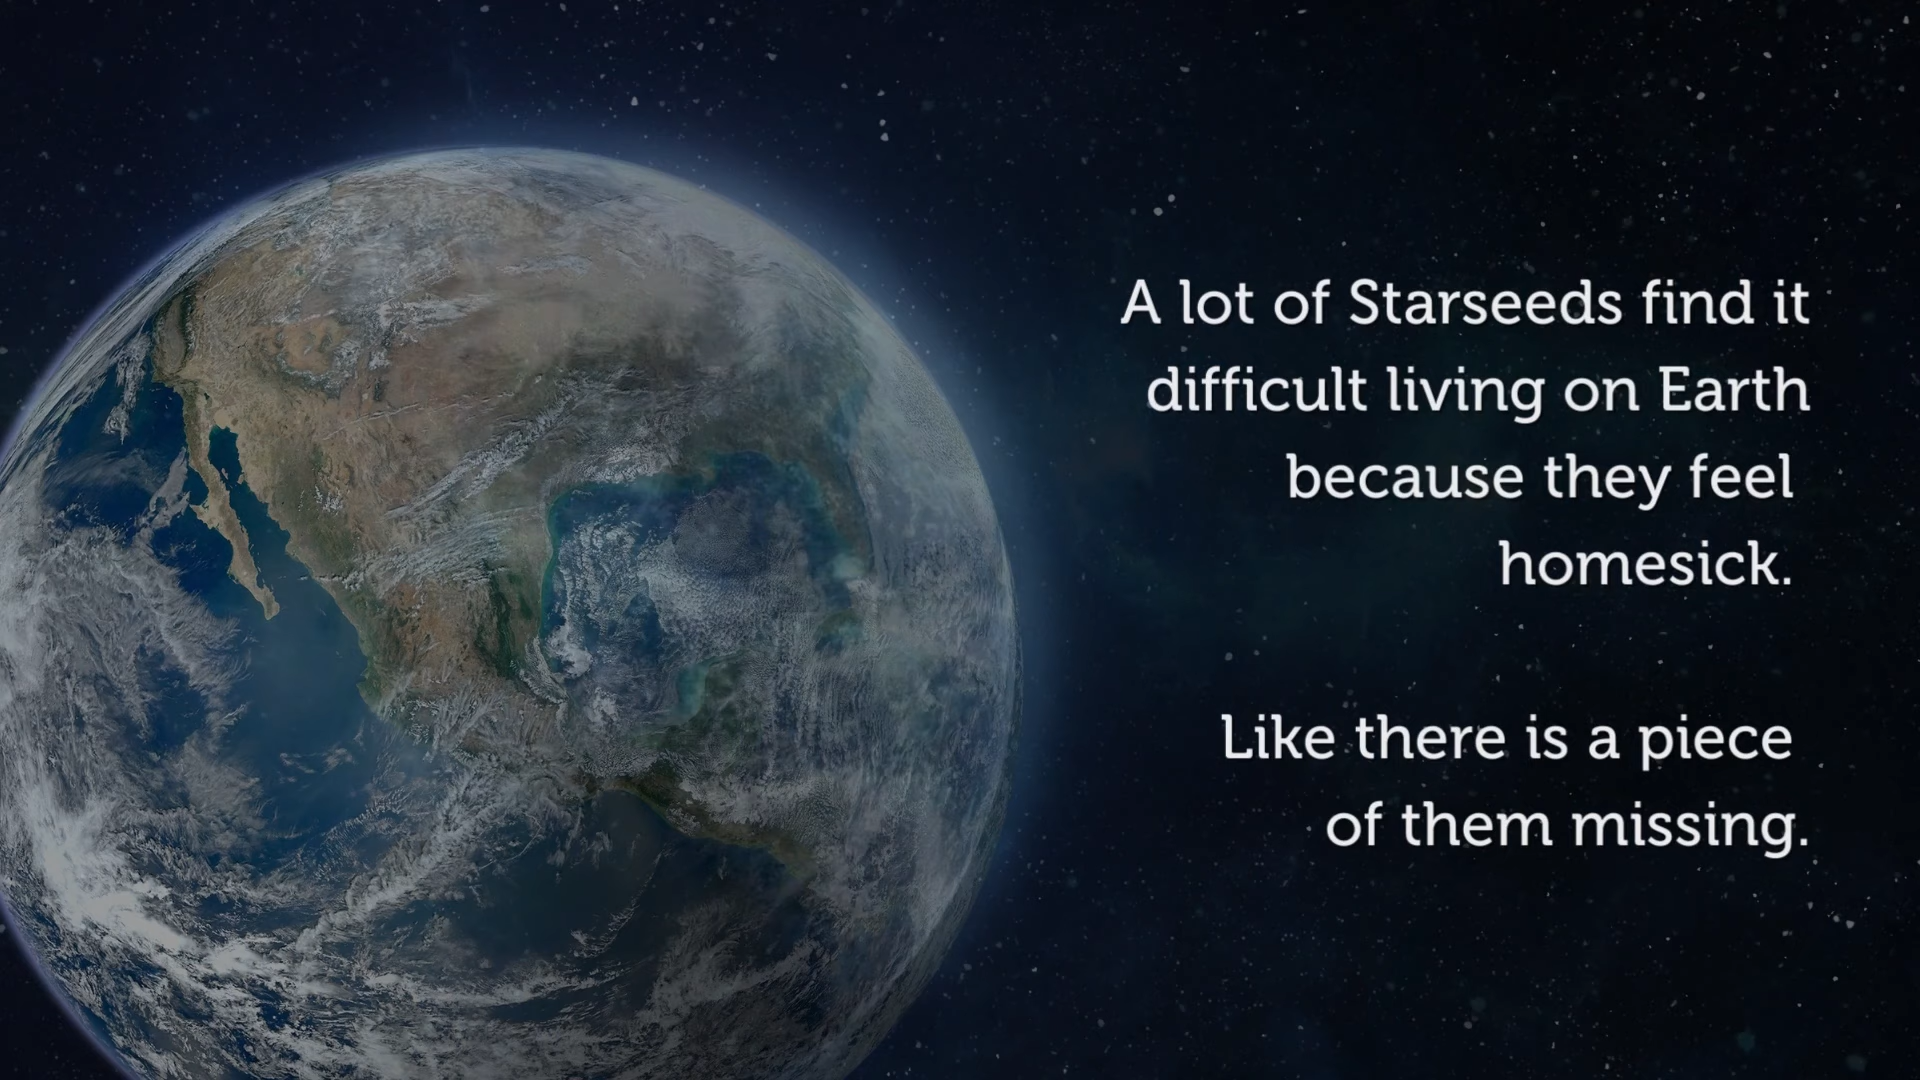 A lot of Starseeds find it
difficult living on Earth
because they feel
homesick.
Like there is a piece
of them missing.